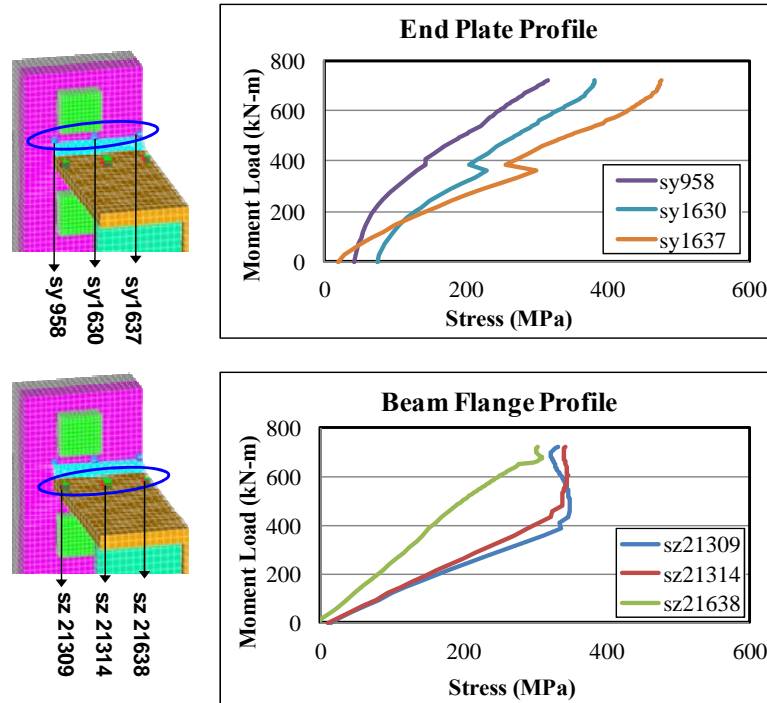 End Plate Profile
800
600
400
200
0
Moment Load (kN-m)
0
200
400
600
Stress (MPa)
sy958
sy1630
sy1637
sy 958
sy1630
sy1637
Beam Flange Profile
800
600
400
200
0
Moment Load (kN-m)
0
200
400
600
Stress (MPa)
sz21309
sz21314
sz21638
sz 21309
sz 21314
sz 21638